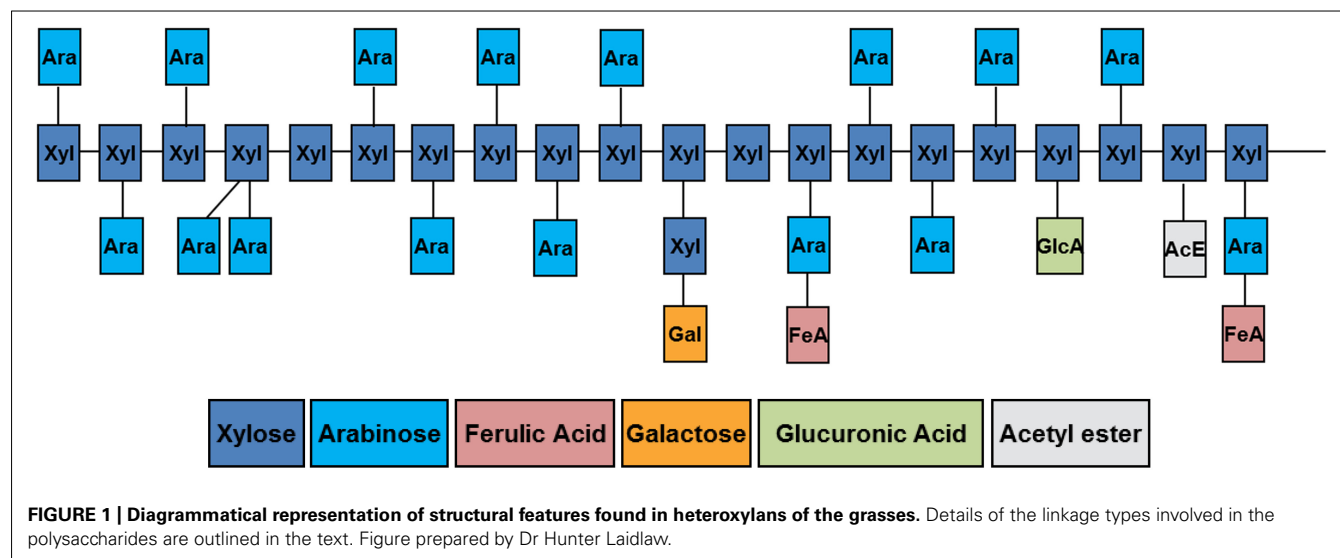 Ara Ara Ara Ara Ara Ara Ara Ara
Xyl Xyl Xyl Xyl Xyl Xyl Xyl Xyl Xyl Xyl Xyl Xyl Xyl Xyl Xyl Xyl Xyl Xyl Xyl Xyl
Ara Ara Ara Ara Ara Xyl Ara Ara GlcA AcE Ara
Gal FeA FeA
Xylose Arabinose Ferulic Acid Galactose Glucuronic Acid Acetyl ester
FIGURE 1 | Diagrammatical representation of structural features found in heteroxylans of the grasses. Details of the linkage types involved in the
polysaccharides are outlined in the text. Figure prepared by Dr Hunter Laidlaw.